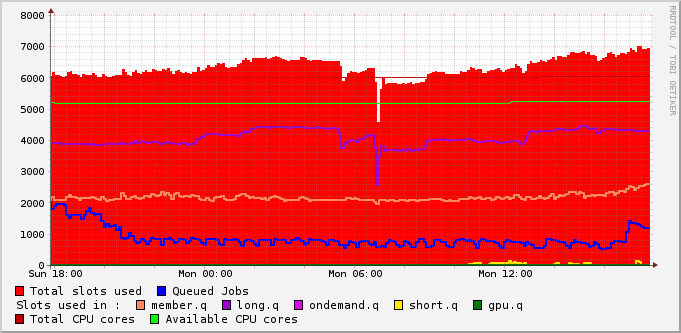 8000
7000
6000
5000
4000
3000
2000
1000
0
Sun 18:00 Mon 00:00 Mon 06:00 Mon 12:00
Total slots used Queued Jobs
Slots used in : member.q long.q ondemand.q short.q gpu.q
Total CPU cores Available CPU cores
RRDTOOL / TOBI OETIKER